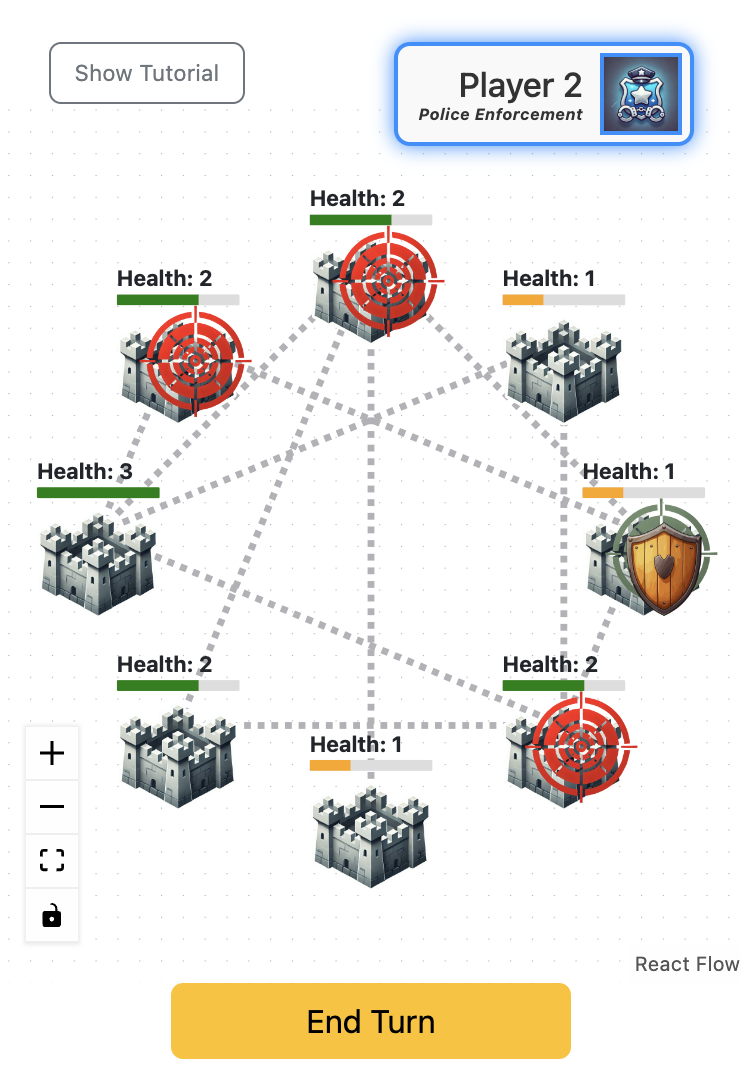 Show Tutorial
Player 2
Police Enforcement
Health: 2
Health: 2
Health: 1
Health: 3
Health: 1
Health: 2
Health: 2
Health: 1
React Flow
End Turn